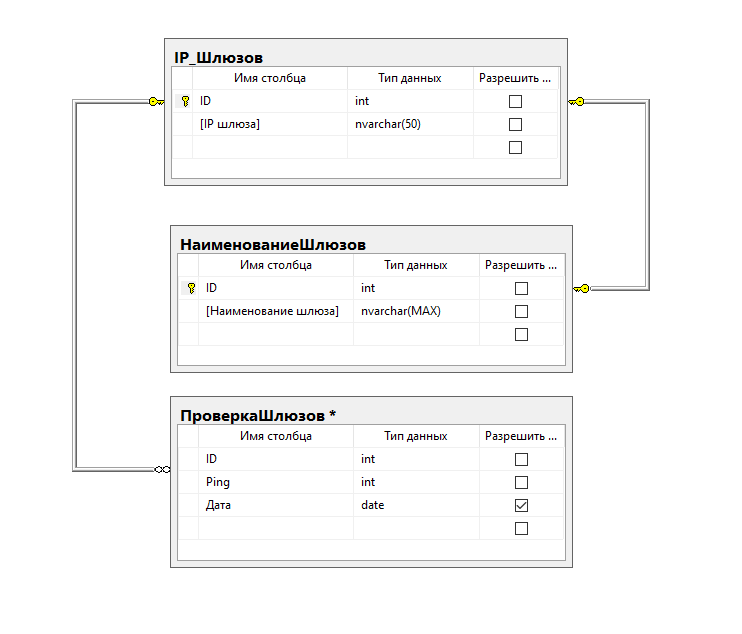 IP_Шлюзов
Имя столбца Тип данных Разрешить ...
ID int
[IP шлюза] nvarchar(50)
НаименованиеШлюзов
Имя столбца Тип данных Разрешить ...
ID int
[Наименование шлюза] nvarchar(MAX)
ПроверкаШлюзов *
Имя столбца Тип данных Разрешить ...
ID int
Ping int
Дата date